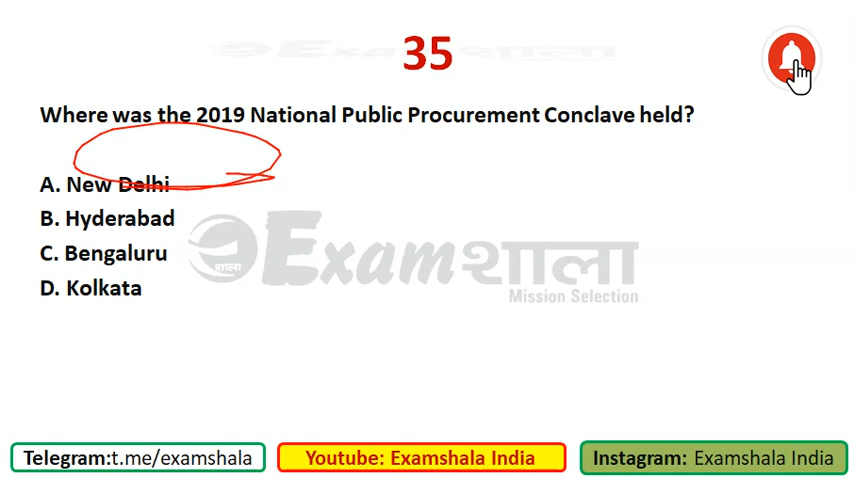 35
Where was the 2019 National Public Procurement Conclave held?
A. New Delhi
B. Hyderabad
C. Bengaluru
D. Kolkata
शाला
Examशाला
Mission Selection
Telegram:t.me/examshala
Youtube: Examshala India
Instagram: Examshala India